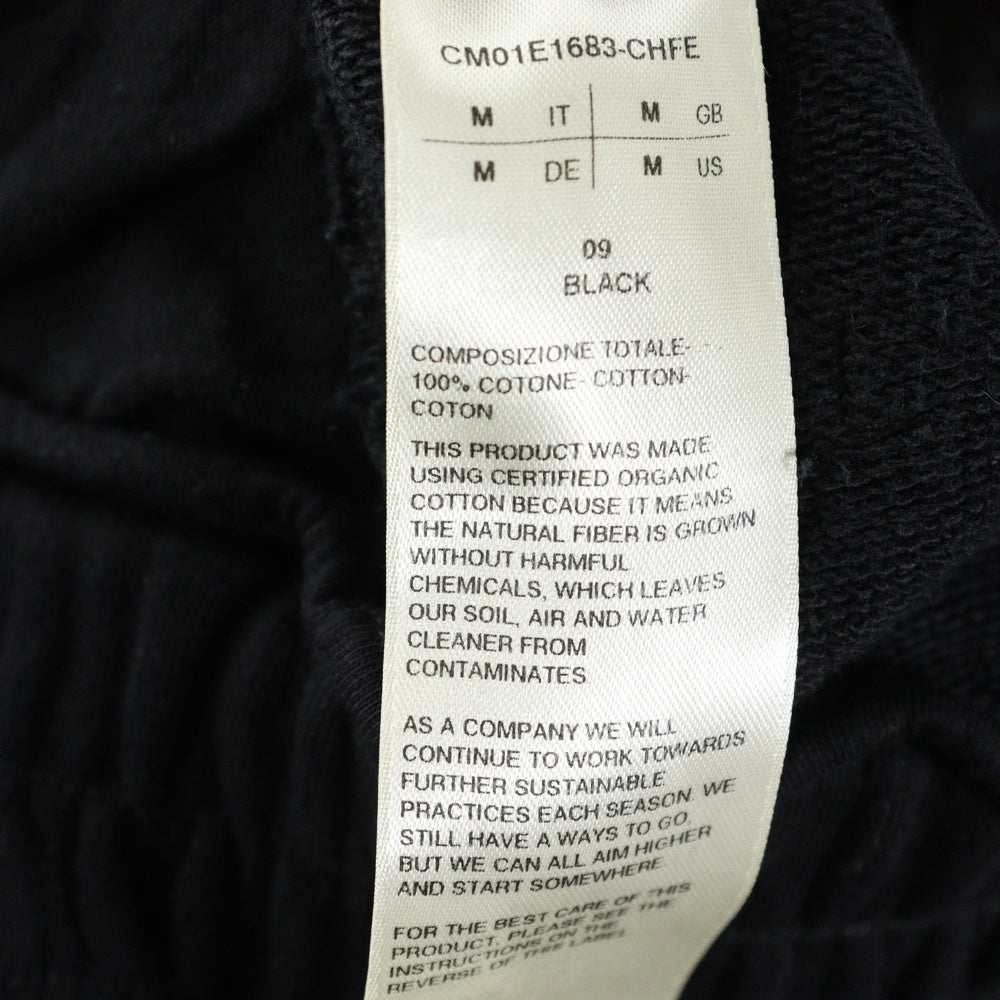 CM01E1683-CHFE
M IT M GB
M DE M US
09
BLACK
COMPOSIZIONE TOTALE-
100% COTONE- COTTON-
COTON
THIS PRODUCT WAS MADE
USING CERTIFIED ORGANIC
COTTON BECAUSE IT MEANS
THE NATURAL FIBER IS GROWN
WITHOUT HARMFUL
CHEMICALS, WHICH LEAVES
OUR SOIL, AIR AND WATER
CLEANER FROM
CONTAMINATES
AS A COMPANY WE WILL
CONTINUE TO WORK TOWARDS
FURTHER SUSTAINABLE
PRACTICES EACH SEASON. WE
STILL HAVE A WAYS TO GO,
BUT WE CAN ALL AIM HIGHER
AND START SOMEWHERE
FOR THE BEST CARE OF THIS
PRODUCT, PLEASE SEE THE
INSTRUCTIONS ON THE
REVERSE OF THIS LABEL